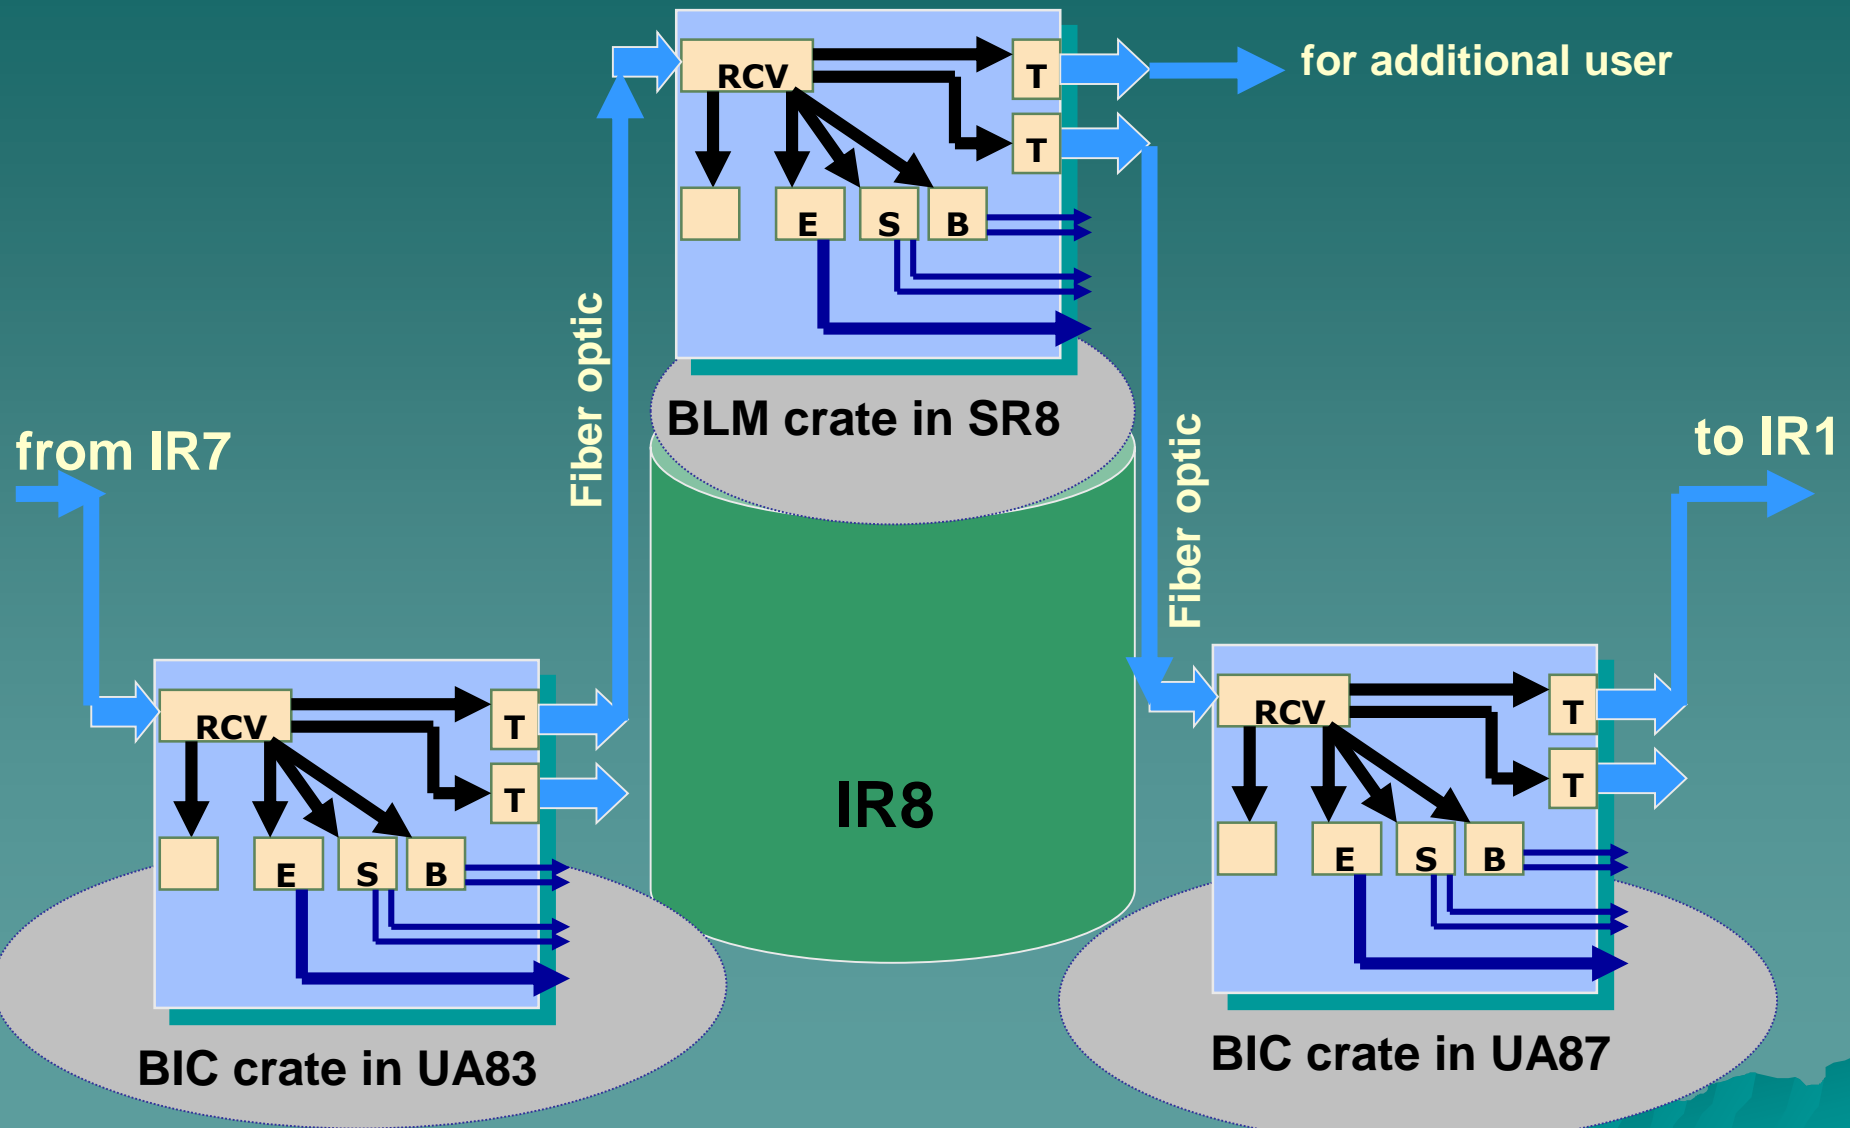 for additional user
RCV
T
T
E
S
B
Fiber optic
BLM crate in SR8
from IR7
Fiber optic
to IR1
RCV
T
T
E
S
B
IR8
RCV
T
T
E
S
B
BIC crate in UA83
BIC crate in UA87